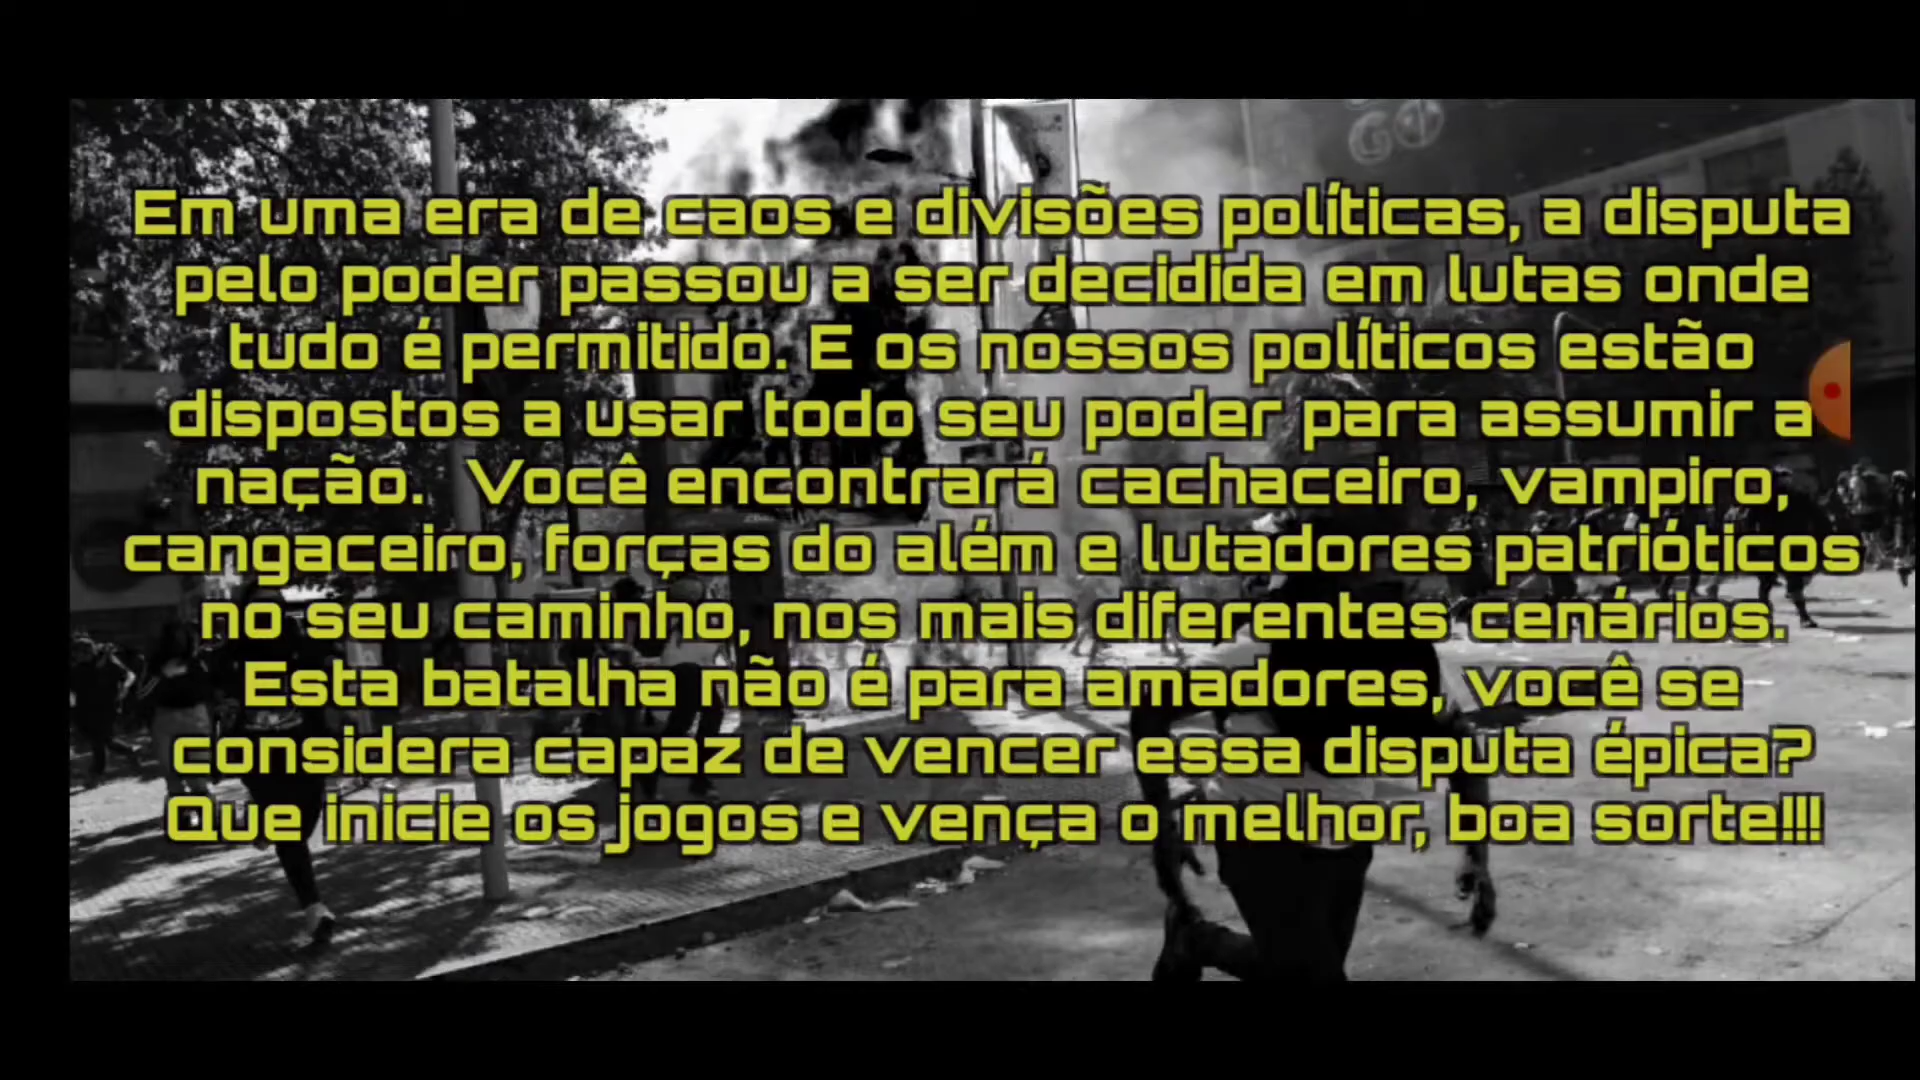 GO
Em uma era de caos e divisões políticas, a disputa
pelo poder passou a ser decidida em lutas onde
tudo é permitido. E os nossos políticos estão
dispostos a usar todo seu poder para assumir a
nação.  Você encontrará cachaceiro, vampiro,
cangaceiro, forças do além e lutadores patrióticos
no seu caminho, nos mais diferentes cenários.
Esta batalha não é para amadores, você se
considera capaz de vencer essa disputa épica?
Que inicie os jogos e vença o melhor, boa sorte!!!